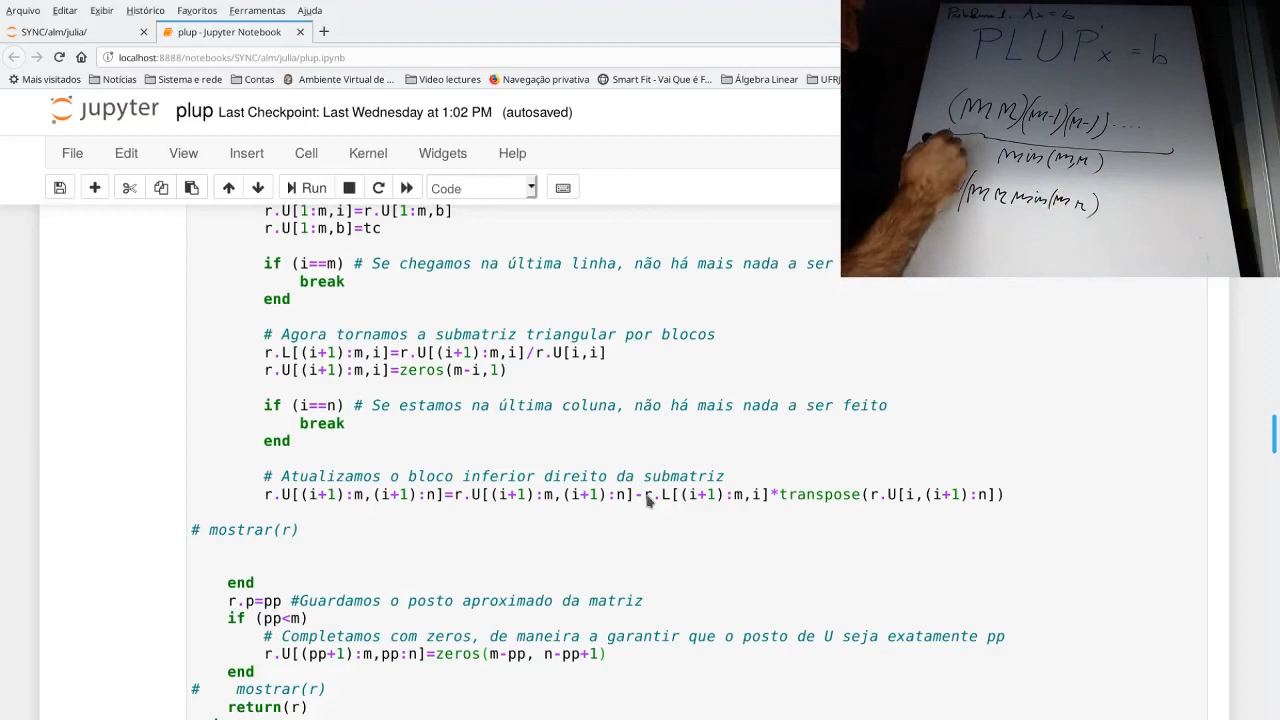 Arquivo Editar Exibir Histórico Favoritos Ferramentas Ajuda
SYNC/alm/julia/ × plup - Jupyter Notebook × +
localhost:8888/notebooks/SYNC/alm/julia/plup.ipynb
Mais visitados Notícias Sistema e rede Contas Ambiente Virtual de ... Video lectures Navegação privativa Smart Fit - Vai Que é F... Álgebra Linear UFRJ
jupyter plup Last Checkpoint: Last Wednesday at 1:02 PM (autosaved)
File Edit View Insert Cell Kernel Widgets Help
Run Code
r.U[1:m,i]=r.U[1:m,b]
r.U[1:m,b]=tc
if (i==m) # Se chegamos na última linha, não há mais nada a ser
break
end
# Agora tornamos a submatriz triangular por blocos
r.L[(i+1):m,i]=r.U[(i+1):m,i]/r.U[i,i]
r.U[(i+1):m,i]=zeros(m-i,1)
if (i==n) # Se estamos na última coluna, não há mais nada a ser feito
break
end
# Atualizamos o bloco inferior direito da submatriz
r.U[(i+1):m,(i+1):n]=r.U[(i+1):m,(i+1):n]-r.L[(i+1):m,i]*transpose(r.U[i,(i+1):n])
# mostrar(r)
end
r.p=pp #Guardamos o posto aproximado da matriz
if (pp<m)
# Completamos com zeros, de maneira a garantir que o posto de U seja exatamente pp
r.U[(pp+1):m,pp:n]=zeros(m-pp, n-pp+1)
end
# mostrar(r)
return(r)
Problema 1. Ax = b
PLUPx = b
(m n)(m-1)(n-1)....
min(m,n)
(m n min(m n)